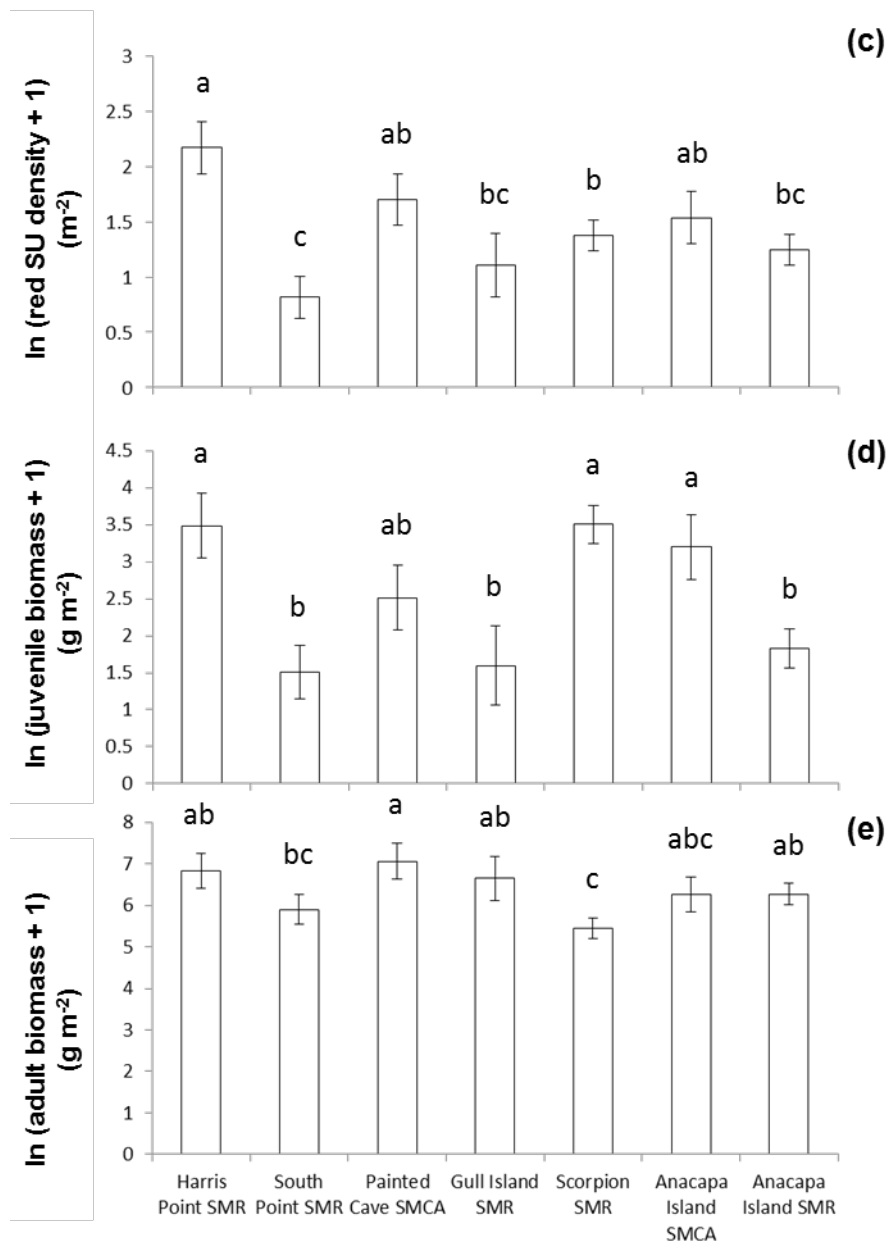 (c)
ln (red SU density + 1)
(m-2)
3
2.5
2
1.5
1
0.5
0
a
c
ab
bc
b
ab
bc
(d)
ln (juvenile biomass + 1)
(g m-2)
4.5
4
3.5
3
2.5
2
1.5
1
0.5
0
a
b
ab
b
a
a
b
(e)
ln (adult biomass + 1)
(g m-2)
8
7
6
5
4
3
2
1
0
ab
bc
a
ab
c
abc
ab
Harris
Point SMR
South
Point SMR
Painted
Cave SMCA
Gull Island
SMR
Scorpion
SMR
Anacapa
Island
SMCA
Anacapa
Island SMR